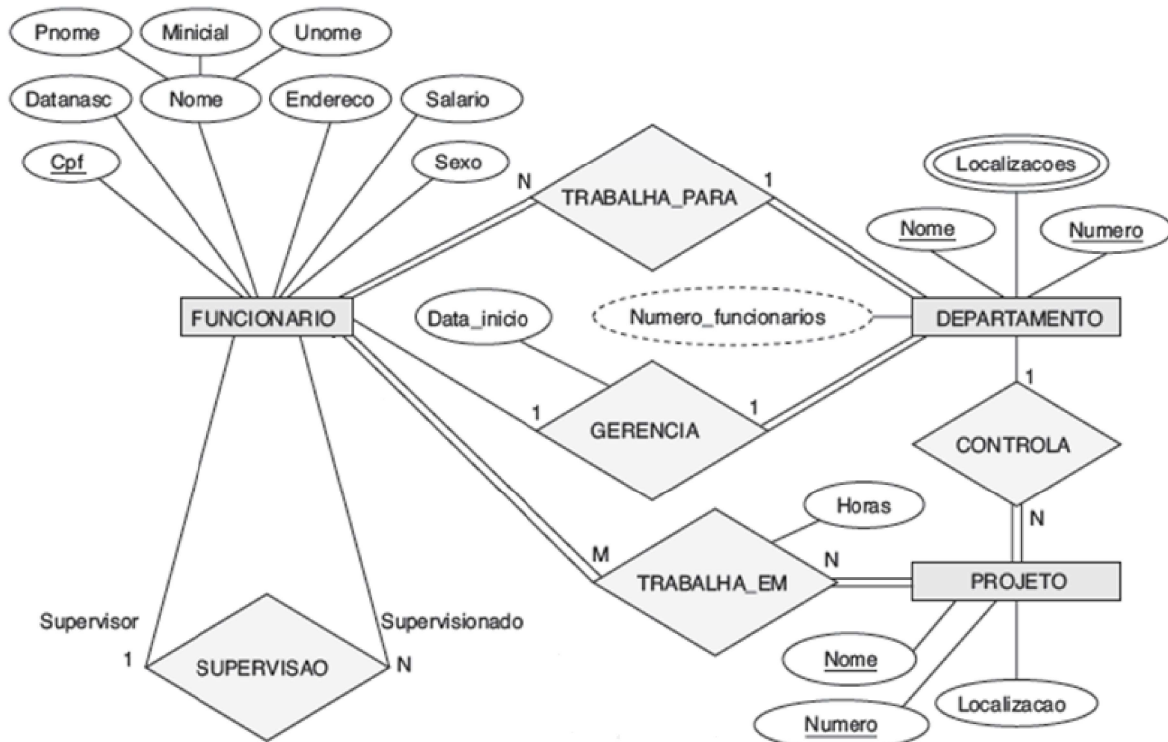 Pnome Minicial Unome
Datanasc Nome Endereco Salario
Cpf Sexo
N TRABALHA_PARA 1
Localizacoes
Nome Numero
FUNCIONARIO
Data_inicio
Numero_funcionarios
DEPARTAMENTO
1 GERENCIA 1
1
CONTROLA
N
Horas
M TRABALHA_EM N
PROJETO
Supervisor Supervisionado
1 SUPERVISAO N
Nome
Numero
Localizacao